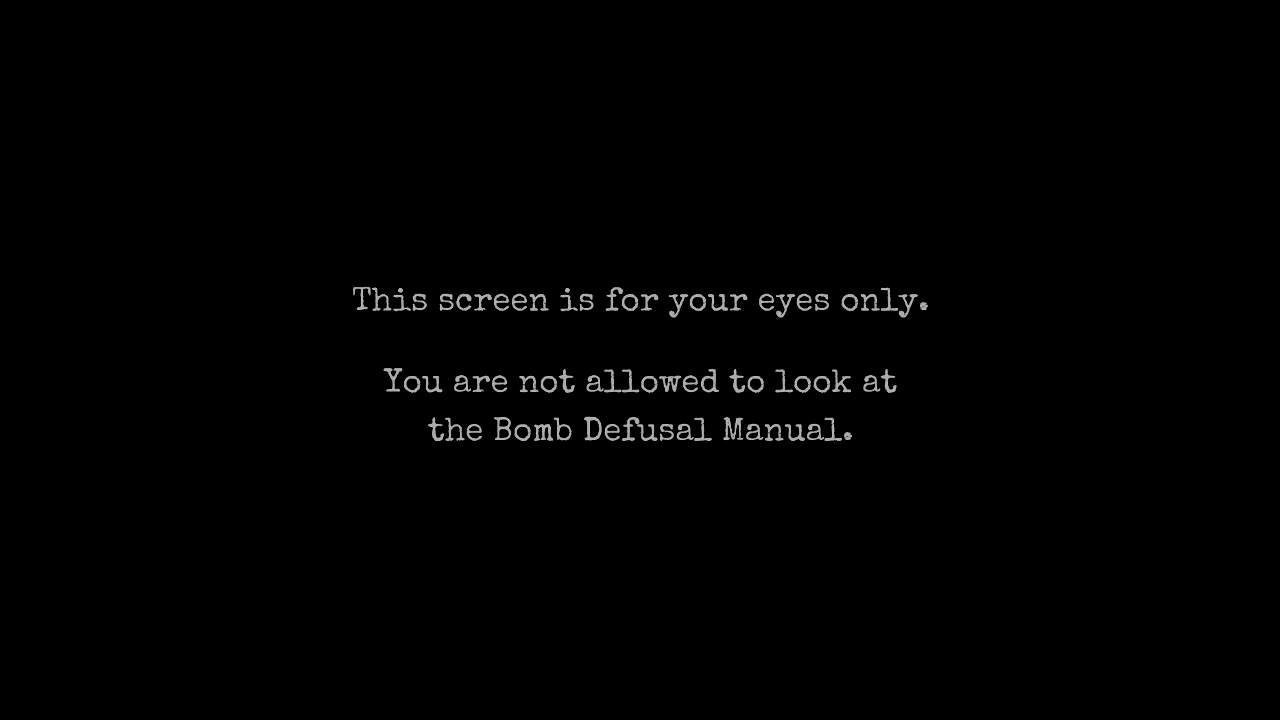 This screen is for your eyes only.
You are not allowed to look at
the Bomb Defusal Manual.